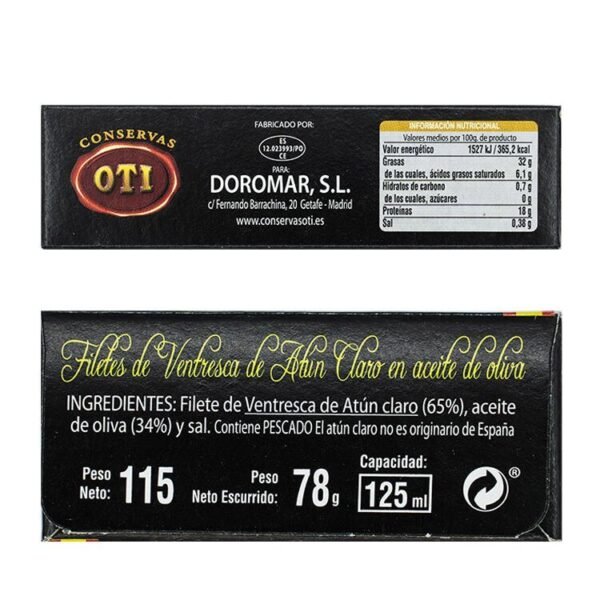 CONSERVAS
OTI
FABRICADO POR:
ES
12.023993/PO
CE
PARA:
DOROMAR, S.L.
c/ Fernando Barrachina, 20 Getafe - Madrid
www.conservasoti.es
INFORMACIÓN NUTRICIONAL
Valores medios por 100g. de producto
Valor energético 1527 kJ / 365,2 kcal
Grasas 32 g
de las cuales, ácidos grasos saturados 6,1 g
Hidratos de carbono 0,7 g
de los cuales, azúcares 0 g
Proteínas 18 g
Sal 0,38 g
Filetes de Ventresca de Atún Claro en aceite de oliva
INGREDIENTES: Filete de Ventresca de Atún claro (65%), aceite
de oliva (34%) y sal. Contiene PESCADO El atún claro no es originario de España
Peso
Neto: 115
Peso
Neto Escurrido: 78 g
Capacidad:
125 ml
®